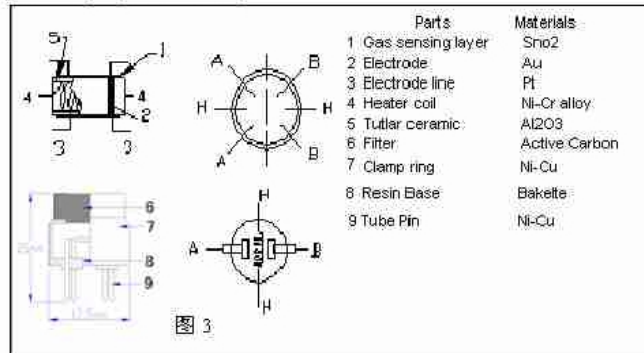 Parts Materials
1 Gas sensing layer Sno2
2 Electrode Au
3 Electrode line Pt
4 Heater coil Ni-Cr alloy
5 Tutlar ceramic Al2O3
6 Filter Active Carbon
7 Clamp ring Ni-Cu
8 Resin Base Bakette
9 Tube Pin Ni-Cu
5 1
4 4
2
3 3
A B
H H
A B
6
7
8
9
H
A B
H
图 3